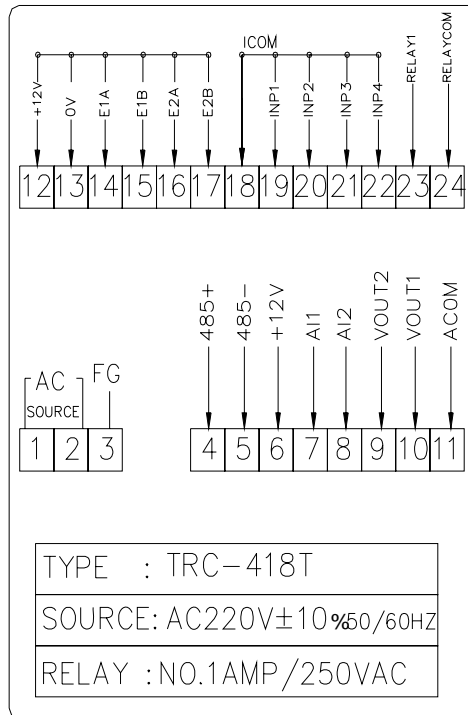 ICOM
+12V
0V
E1A
E1B
E2A
E2B
INP1
INP2
INP3
INP4
RELAY1
RELAYCOM
12 13 14 15 16 17 18 19 20 21 22 23 24
485+
485-
+12V
AI1
AI2
VOUT2
VOUT1
ACOM
AC
SOURCE
FG
1 2 3
4 5 6 7 8 9 10 11
TYPE : TRC-418T
SOURCE: AC220V±10%50/60HZ
RELAY :NO.1AMP/250VAC